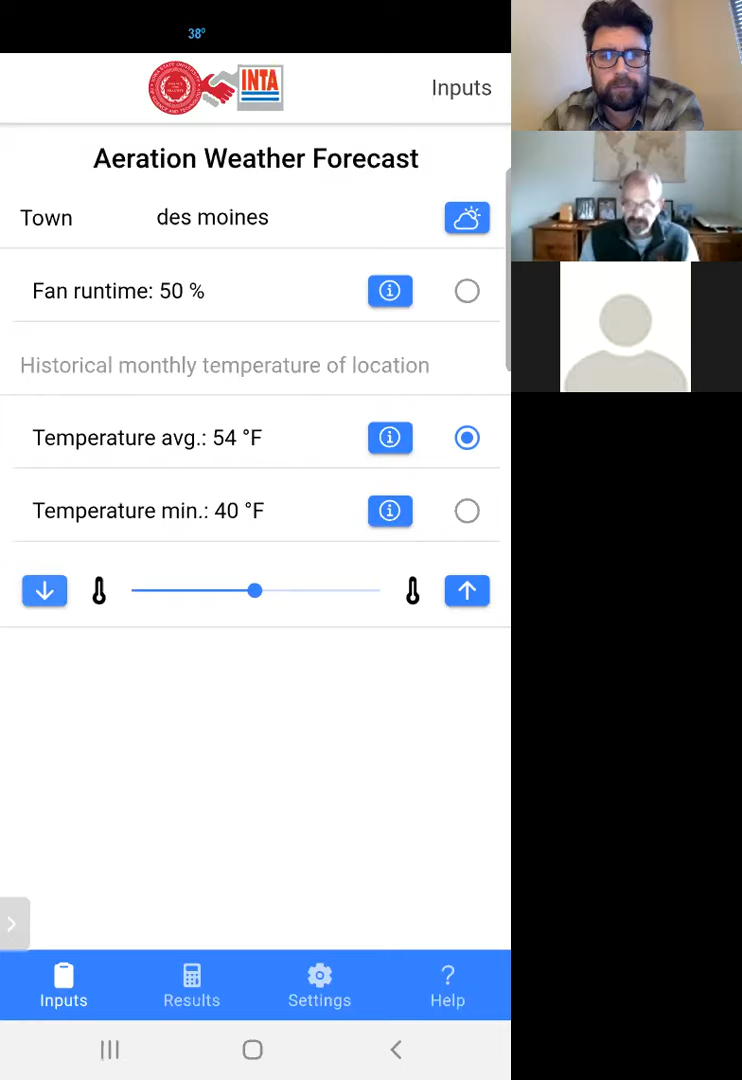 38°
INTA
Inputs
Aeration Weather Forecast
Town des moines
Fan runtime: 50 %
Historical monthly temperature of location
Temperature avg.: 54 °F
Temperature min.: 40 °F
Inputs Results Settings Help